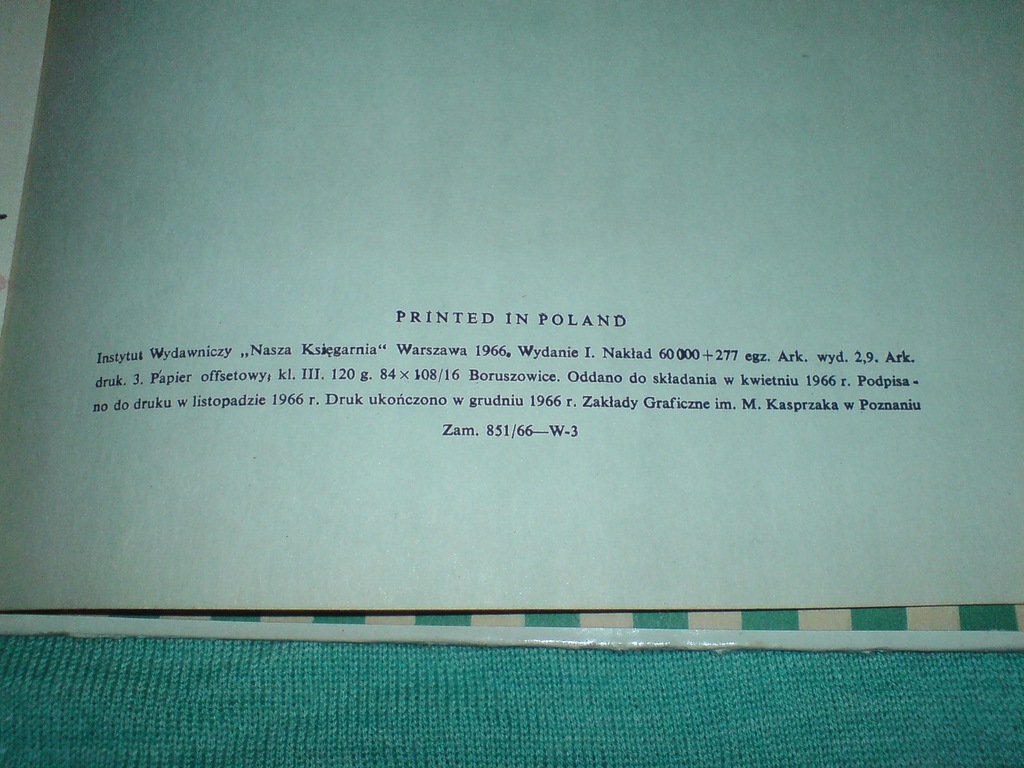 PRINTED IN POLAND
Instytut Wydawniczy „Nasza Księgarnia“ Warszawa 1966, Wydanie I. Nakład 60 000+277 egz. Ark. wyd. 2,9. Ark.
druk. 3. Papier offsetowy; kl. III. 120 g. 84 × 108/16 Boruszowice. Oddano do składania w kwietniu 1966 r. Podpisa-
no do druku w listopadzie 1966 r. Druk ukończono w grudniu 1966 r. Zakłady Graficzne im. M. Kasprzaka w Poznaniu
Zam. 851/66—W-3